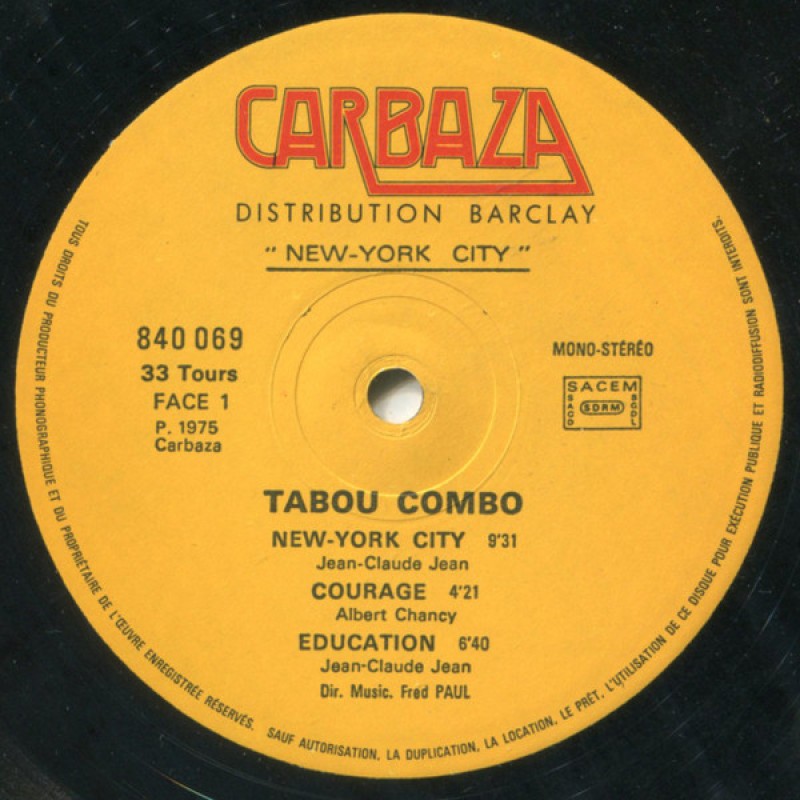 CARBAZA
DISTRIBUTION BARCLAY
" NEW-YORK CITY "
840 069
33 Tours
FACE 1
P. 1975
Carbaza
MONO-STÉRÉO
SACEM
SACD
SDRM
SGDL
TABOU COMBO
NEW-YORK CITY 9'31
Jean-Claude Jean
COURAGE 4'21
Albert Chancy
EDUCATION 6'40
Jean-Claude Jean
Dir. Music. Fred PAUL
TOUS DROITS DU PRODUCTEUR PHONOGRAPHIQUE ET DU PROPRIÉTAIRE DE L'ŒUVRE ENREGISTRÉE RÉSERVÉS. SAUF AUTORISATION, LA DUPLICATION, LA LOCATION, LE PRÊT, L'UTILISATION DE CE DISQUE POUR EXÉCUTION PUBLIQUE ET RADIODIFFUSION SONT INTERDITS.